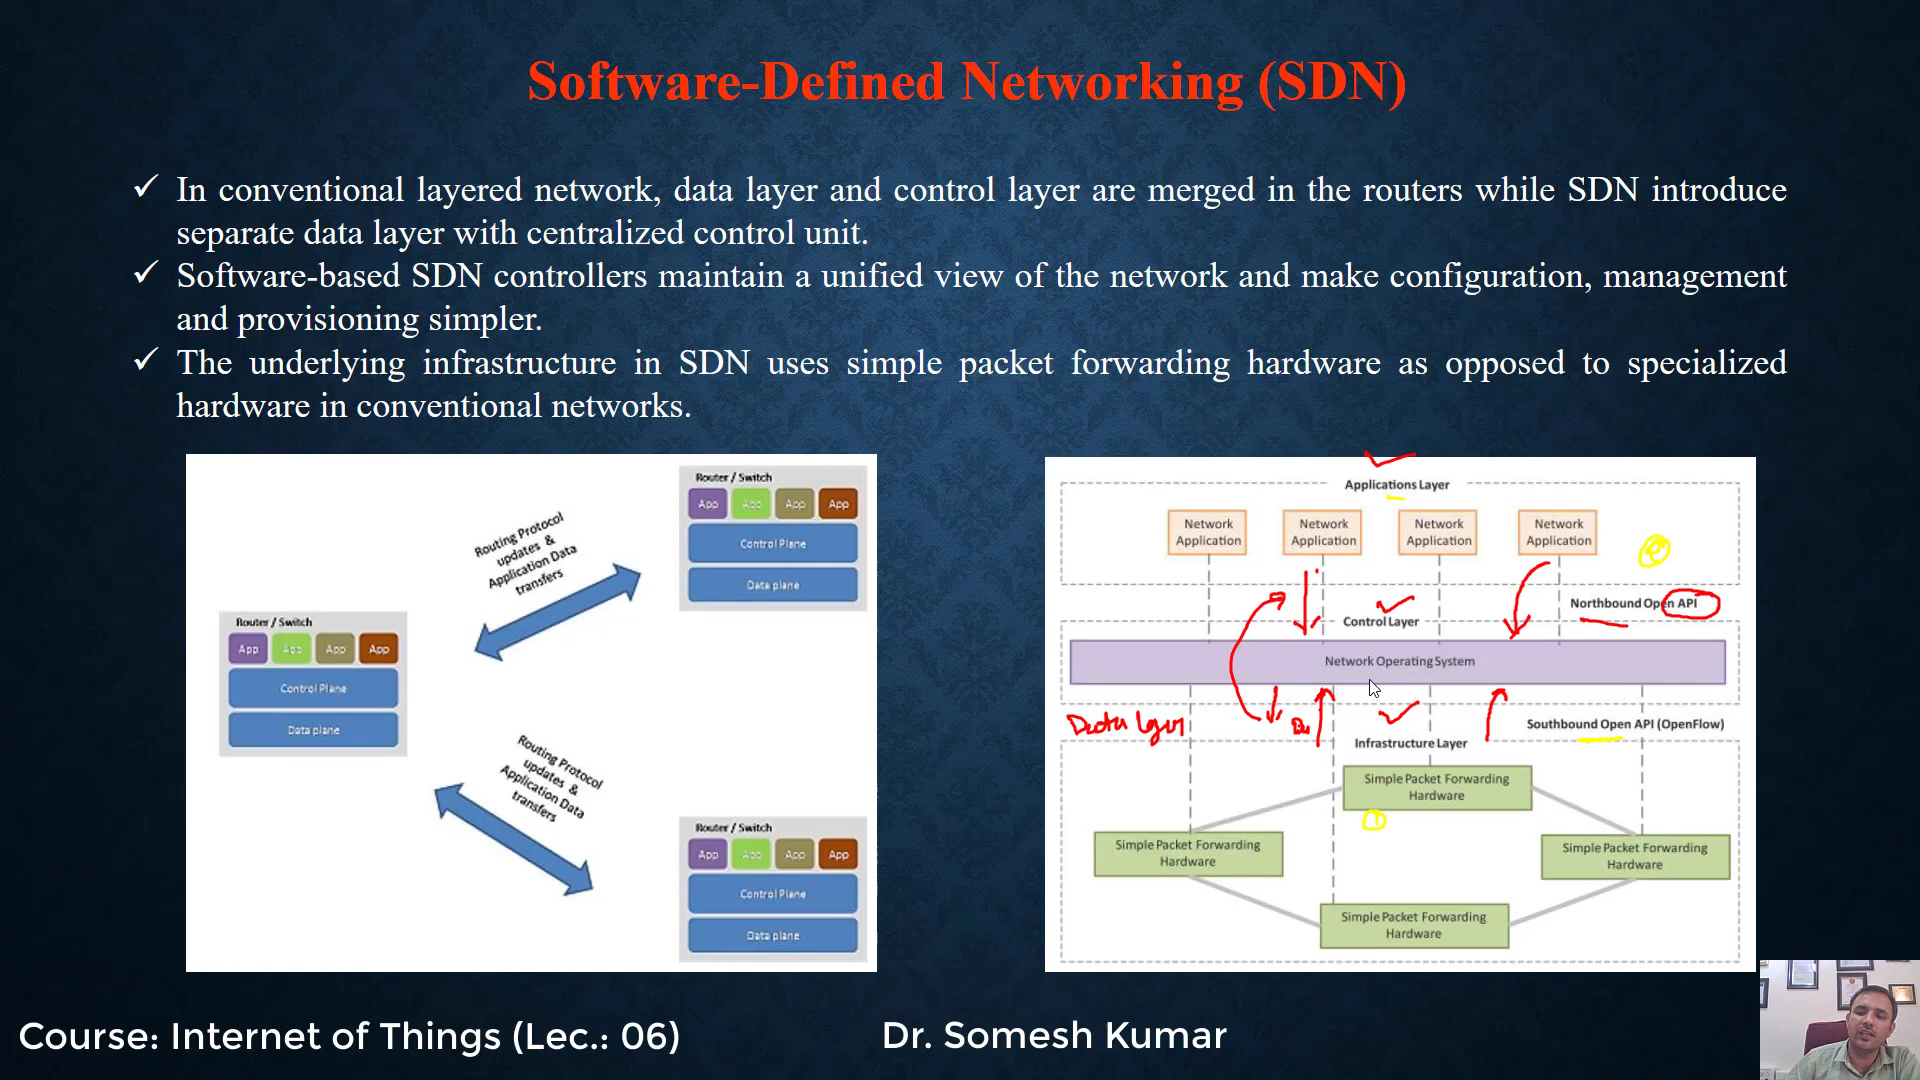 Software-Defined Networking (SDN)
✓ In conventional layered network, data layer and control layer are merged in the routers while SDN introduce
separate data layer with centralized control unit.
✓ Software-based SDN controllers maintain a unified view of the network and make configuration, management
and provisioning simpler.
✓ The underlying infrastructure in SDN uses simple packet forwarding hardware as opposed to specialized
hardware in conventional networks.
Router / Switch
App App App App
Control Plane
Data plane
Routing Protocol
updates &
Application Data
transfers
Router / Switch
App App App App
Control Plane
Data plane
Routing Protocol
updates &
Application Data
transfers
Router / Switch
App App App App
Control Plane
Data plane
Applications Layer
Network
Application
Network
Application
Network
Application
Network
Application
Northbound Open API
Control Layer
Network Operating System
Southbound Open API (OpenFlow)
Infrastructure Layer
Simple Packet Forwarding
Hardware
Simple Packet Forwarding
Hardware
Simple Packet Forwarding
Hardware
Simple Packet Forwarding
Hardware
Course: Internet of Things (Lec.: 06)
Dr. Somesh Kumar